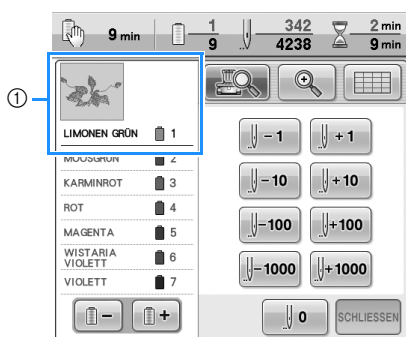 9 min 1 342 2 min
9 4238 9 min
①
LIMONEN GRÜN 1
MOOSGRÜN 2
KARMINROT 3
ROT 4
MAGENTA 5
WISTARIA
VIOLETT 6
VIOLETT 7
-1 +1
-10 +10
-100 +100
-1000 +1000
- +
0 SCHLIESSEN